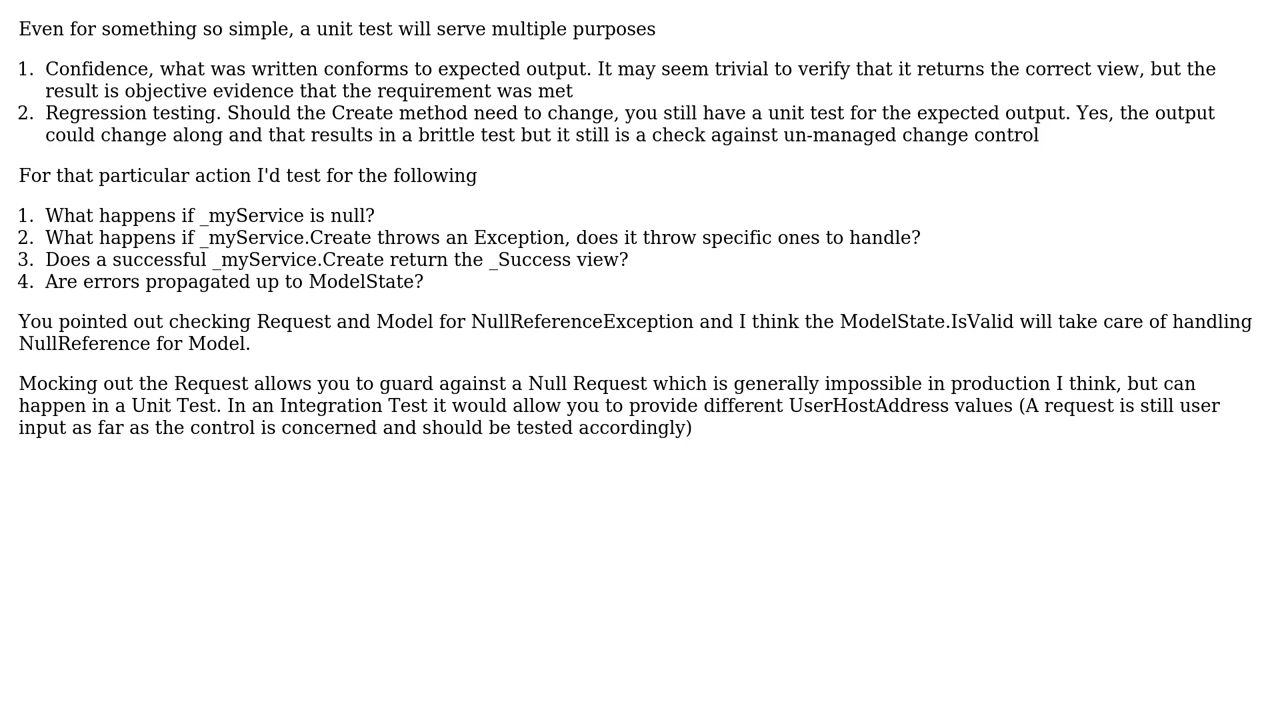 Even for something so simple, a unit test will serve multiple purposes
1. Confidence, what was written conforms to expected output. It may seem trivial to verify that it returns the correct view, but the
result is objective evidence that the requirement was met
2. Regression testing. Should the Create method need to change, you still have a unit test for the expected output. Yes, the output
could change along and that results in a brittle test but it still is a check against un-managed change control
For that particular action I'd test for the following
1. What happens if _myService is null?
2. What happens if _myService.Create throws an Exception, does it throw specific ones to handle?
3. Does a successful _myService.Create return the _Success view?
4. Are errors propagated up to ModelState?
You pointed out checking Request and Model for NullReferenceException and I think the ModelState.IsValid will take care of handling
NullReference for Model.
Mocking out the Request allows you to guard against a Null Request which is generally impossible in production I think, but can
happen in a Unit Test. In an Integration Test it would allow you to provide different UserHostAddress values (A request is still user
input as far as the control is concerned and should be tested accordingly)